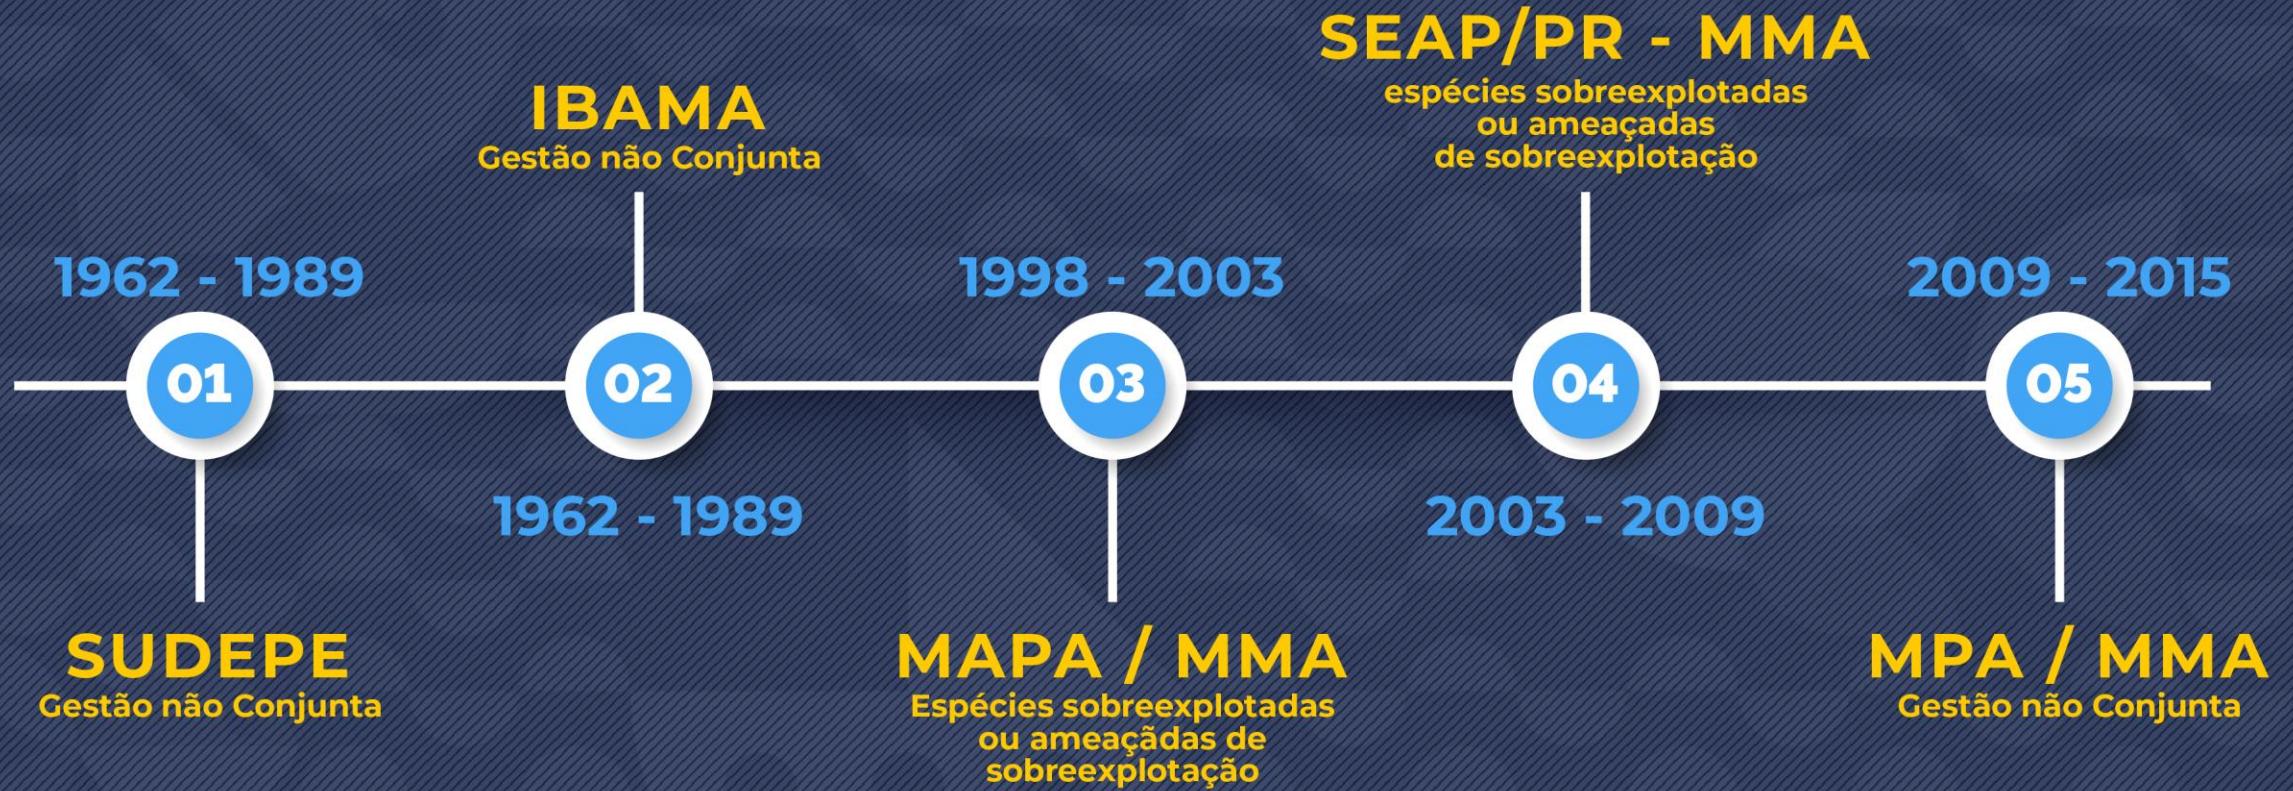 1962 - 1989
01
SUDEPE
Gestão não Conjunta
IBAMA
Gestão não Conjunta
02
1962 - 1989
1998 - 2003
03
MAPA / MMA
Espécies sobreexplotadas
ou ameaçãdas de
sobreexplotação
SEAP/PR - MMA
espécies sobreexplotadas
ou ameaçadas
de sobreexplotação
04
2003 - 2009
2009 - 2015
05
MPA / MMA
Gestão não Conjunta